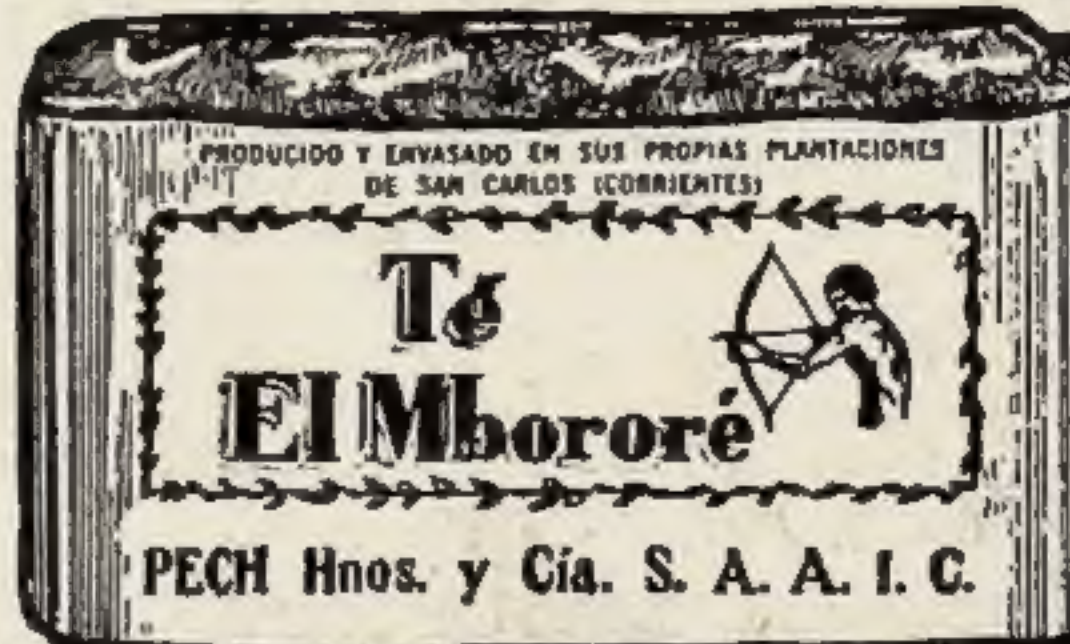 PRODUCIDO Y ENVASADO EN SUS PROPIAS PLANTACIONES
DE SAN CARLOS (CORRIENTES)
Té
El Mbororé
PECH Hnos. y Cía. S. A. A. I. C.